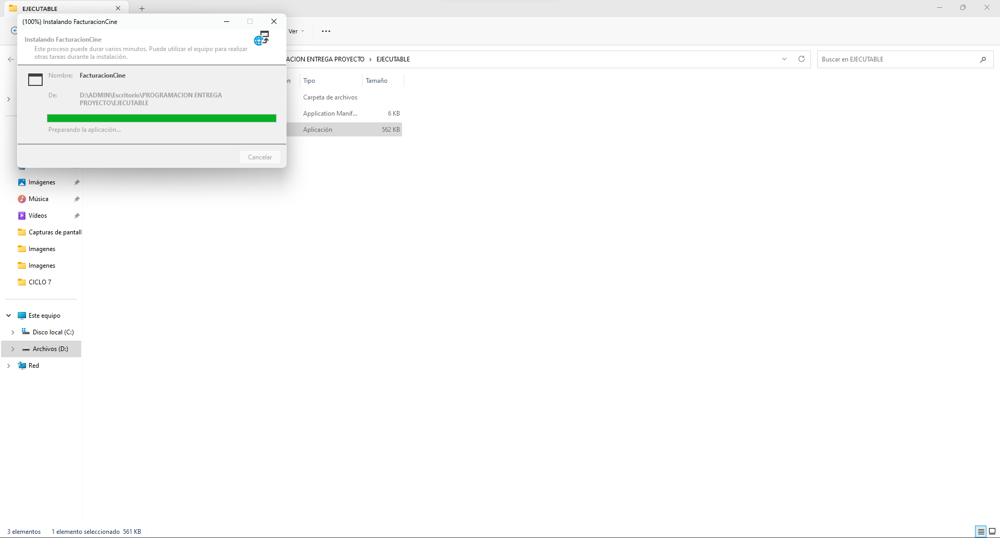 EJECUTABLE
(100%) Instalando FacturacionCine
Instalando FacturacionCine
Este proceso puede durar varios minutos. Puede utilizar el equipo para realizar
otras tareas durante la instalación.
Nombre: FacturacionCine
De: D:\ADMIN\Escritorio\PROGRAMACION ENTREGA
PROYECTO\EJECUTABLE
Preparando la aplicación...
Cancelar
Ver
ACION ENTREGA PROYECTO > EJECUTABLE
Buscar en EJECUTABLE
ón Tipo Tamaño
Carpeta de archivos
Application Manif... 6 KB
Aplicación 562 KB
Imágenes
Música
Vídeos
Capturas de pantall
Imagenes
Imagenes
CICLO 7
Este equipo
Disco local (C:)
Archivos (D:)
Red
3 elementos 1 elemento seleccionado 561 KB